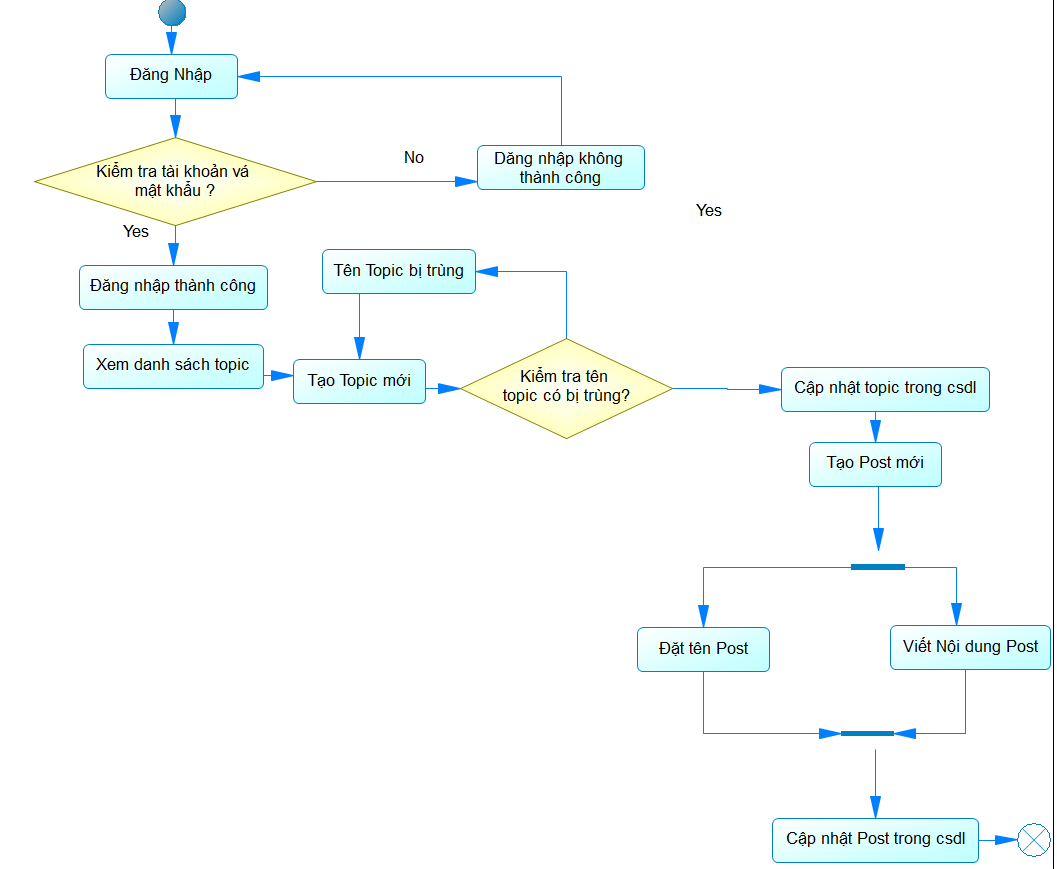 Đăng Nhập
Kiểm tra tài khoản vá
mật khẩu ?
No
Dăng nhập không
thành công
Yes
Yes
Đăng nhập thành công
Tên Topic bị trùng
Xem danh sách topic
Tạo Topic mới
Kiểm tra tên
topic có bị trùng?
Cập nhật topic trong csdl
Tạo Post mới
Đặt tên Post
Viết Nội dung Post
Cập nhật Post trong csdl